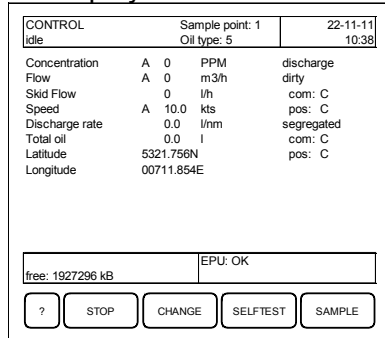 CONTROL Sample point: 1 22-11-11
idle Oil type: 5 10:38
Concentration A 0 PPM discharge
Flow A 0 m3/h dirty
Skid Flow 0 l/h com: C
Speed A 10.0 kts pos: C
Discharge rate 0.0 l/nm segregated
Total oil 0.0 l com: C
Latitude 5321.756N pos: C
Longitude 00711.854E
EPU: OK
free: 1927296 kB
? STOP CHANGE SELFTEST SAMPLE